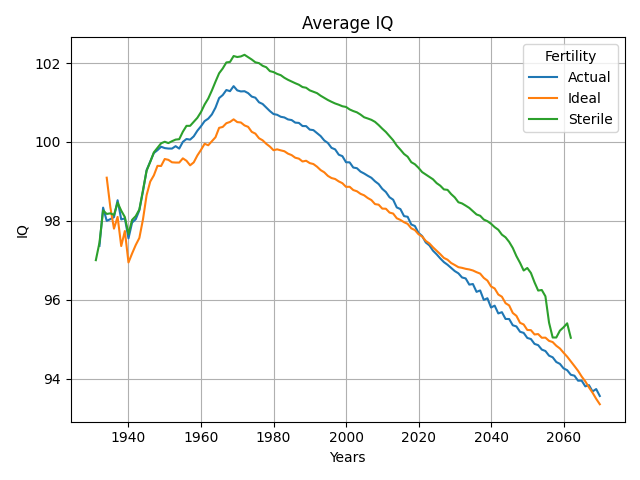 Average IQ
Fertility
Actual
Ideal
Sterile
IQ
102
100
98
96
94
1940
1960
1980
2000
2020
2040
2060
Years